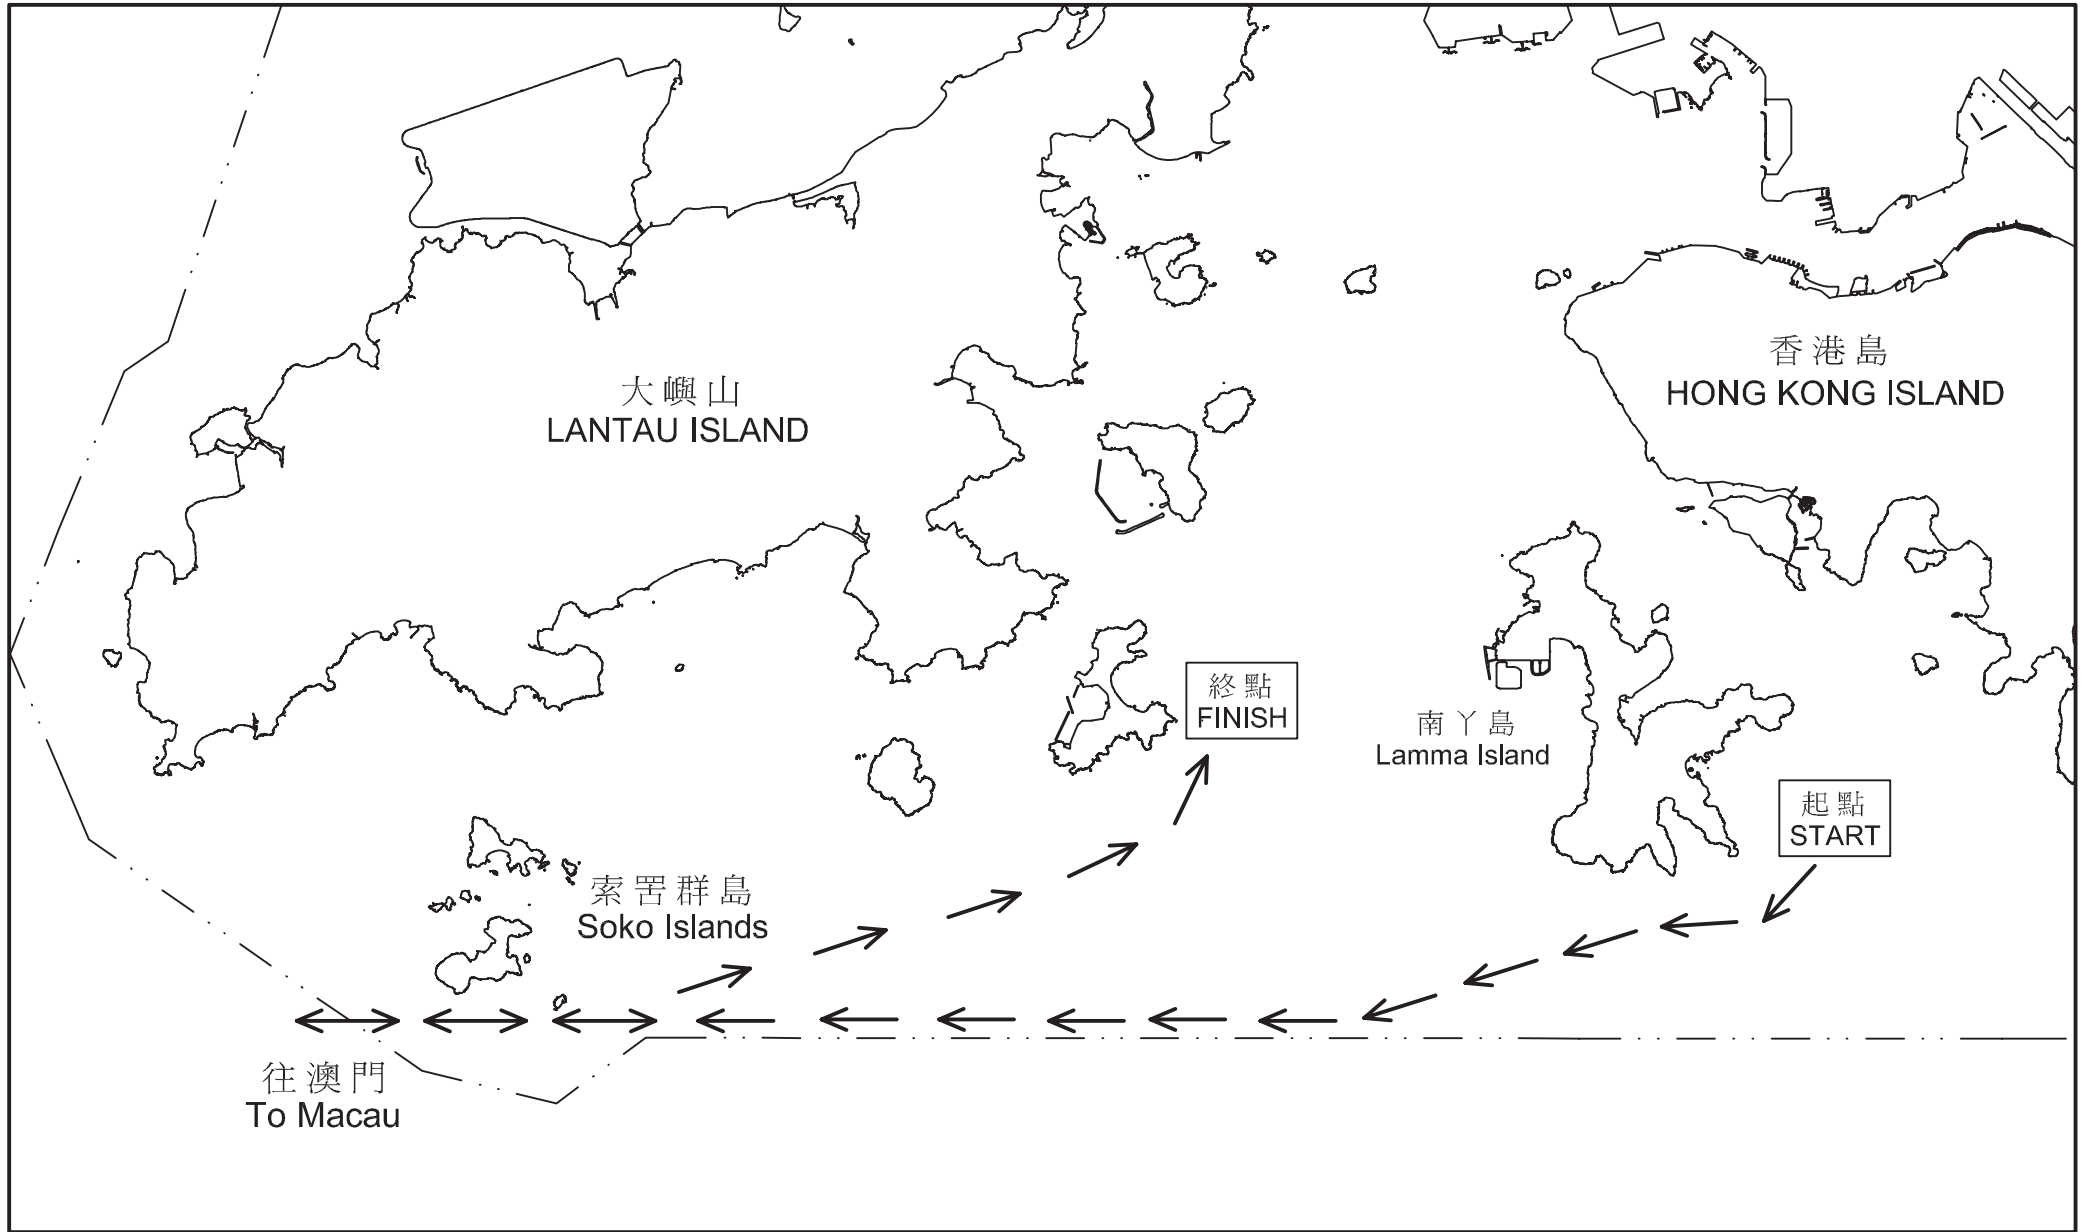 香港島
HONG KONG ISLAND
大嶼山
LANTAU ISLAND
終點
FINISH
南丫島
Lamma Island
起點
START
索罟群島
Soko Islands
往澳門
To Macau